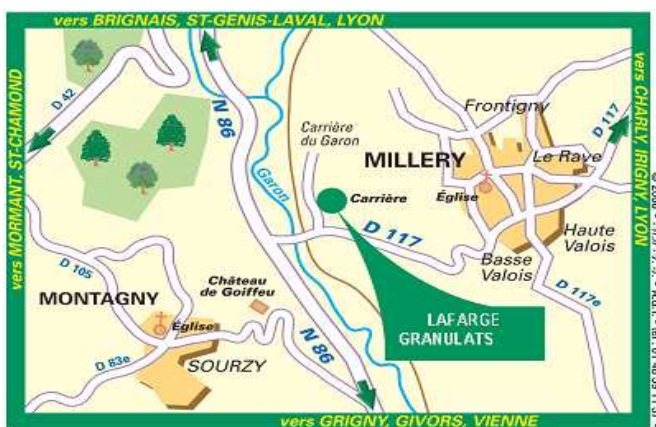 vers BRIGNAIS, ST-GENIS-LAVAL, LYON
vers MORMANT, ST-CHAMOND
vers CHARLY, IRIGNY, LYON
D 42
N 86
Garon
Carrière
du Garon
Frontigny
D 117
MILLERY
Le Rave
Église
Carrière
D 117
Haute
Valois
Basse
Valois
D 105
Château
de Goiffeu
D 117e
MONTAGNY
Église
N 86
LAFARGE
GRANULATS
D 83e
SOURZY
vers GRIGNY, GIVORS, VIENNE